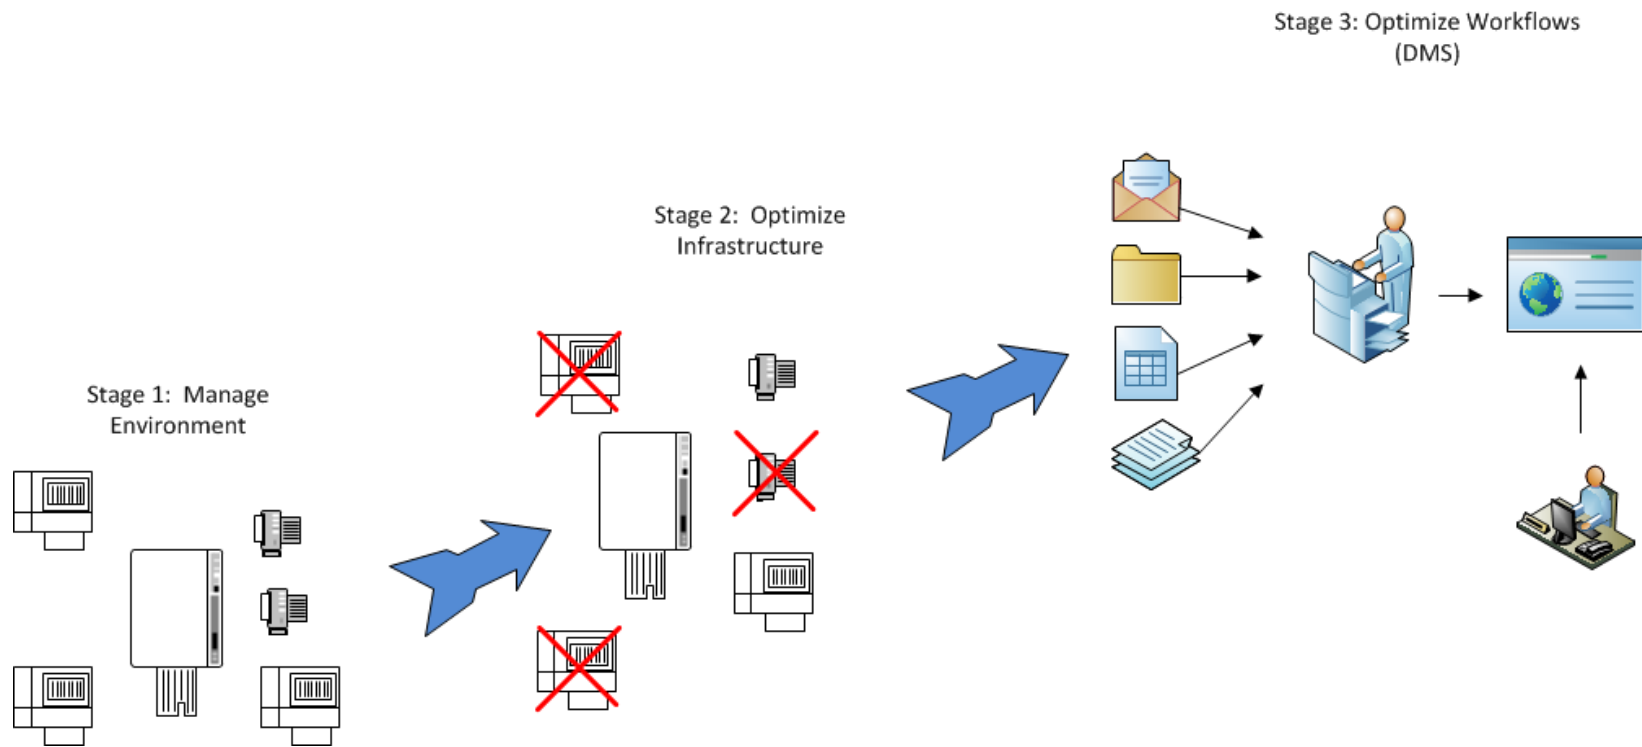 Stage 1:  Manage
Environment
Stage 2:  Optimize
Infrastructure
Stage 3: Optimize Workflows
(DMS)